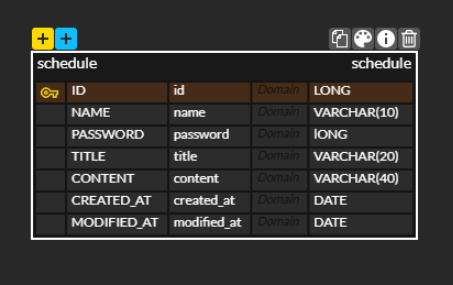 schedule schedule
ID id Domain LONG
NAME name Domain VARCHAR(10)
PASSWORD password Domain lONG
TITLE title Domain VARCHAR(20)
CONTENT content Domain VARCHAR(40)
CREATED_AT created_at Domain DATE
MODIFIED_AT modified_at Domain DATE